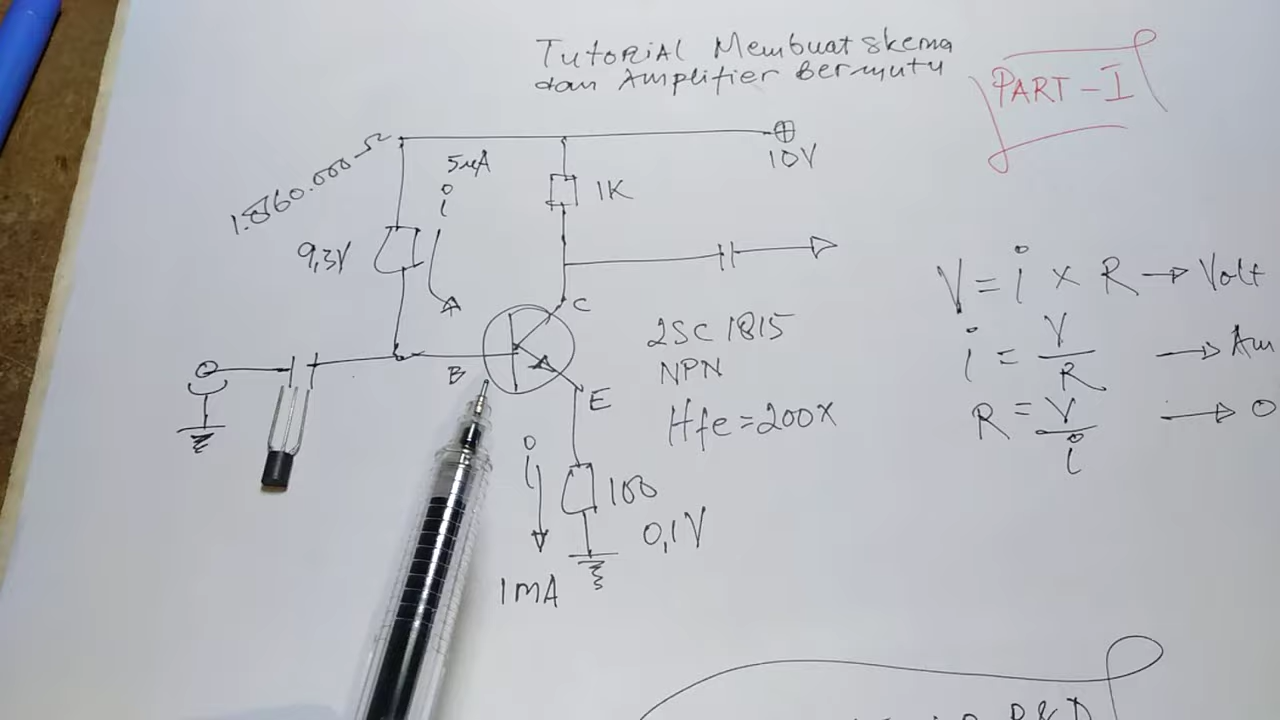 Tutorial Membuat skema
dan Amplifier Bermutu
PART-I
10V
1.860.000 Ω
5uA
i
1K
9,3V
C
B
E
2SC 1815
NPN
Hfe=200x
i
100
0,1V
1mA
V = i x R → Volt
i = V/R → Am
R = V/i → O